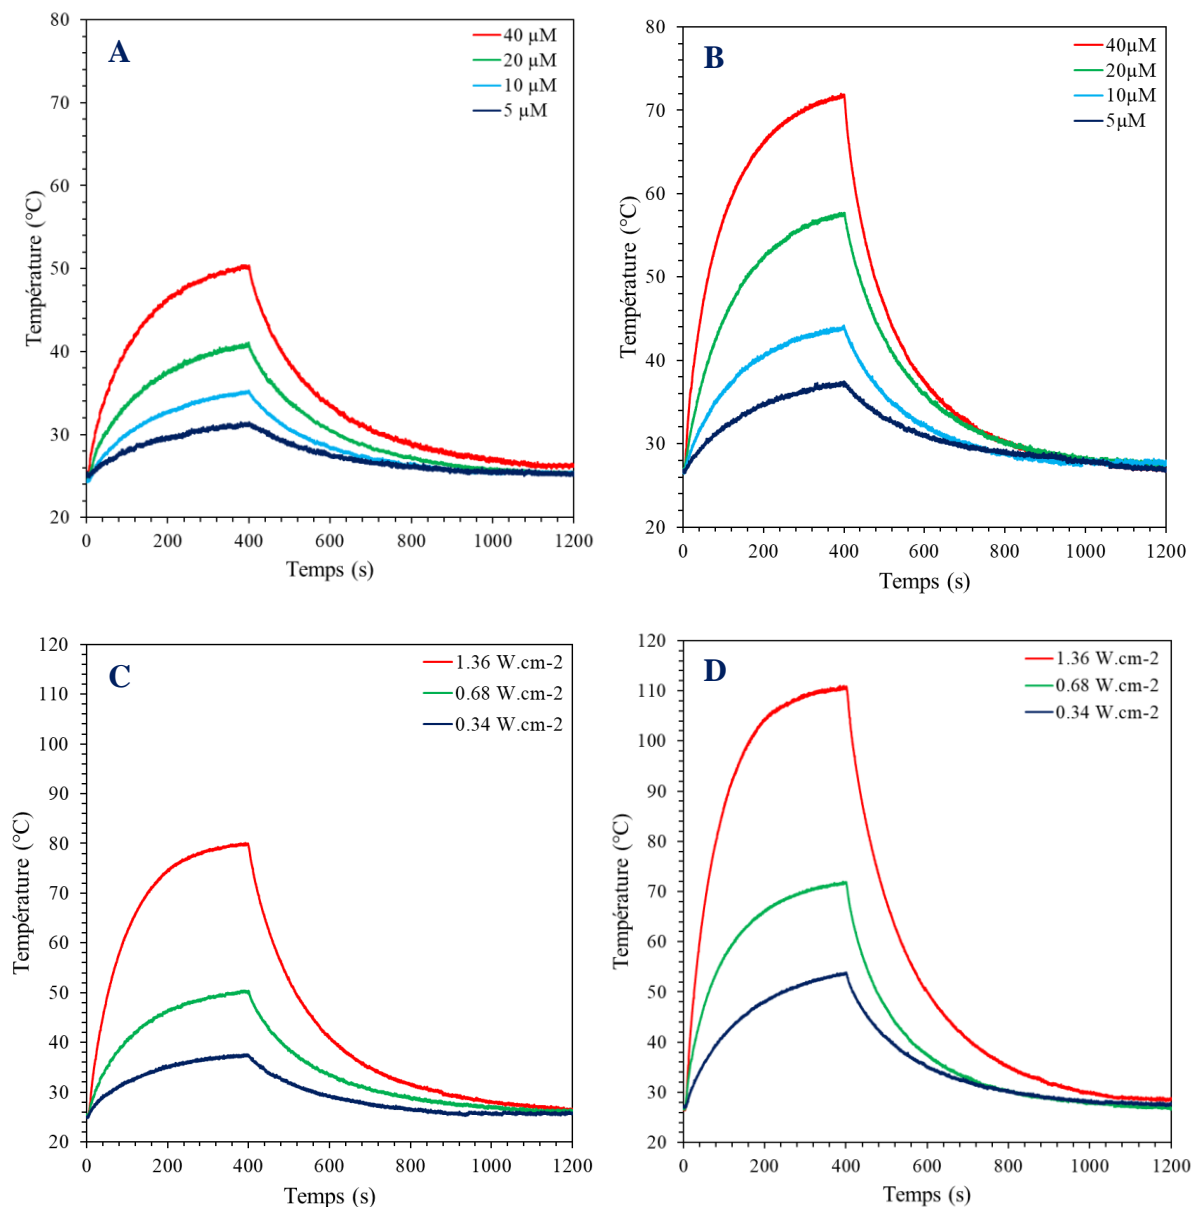 A
40 µM
20 µM
10 µM
5 µM
80
70
60
50
40
30
20
Température (°C)
0 200 400 600 800 1000 1200
Temps (s)
B
40µM
20µM
10µM
5µM
80
70
60
50
40
30
20
Température (°C)
0 200 400 600 800 1000 1200
Temps (s)
C
1.36 W.cm-2
0.68 W.cm-2
0.34 W.cm-2
120
110
100
90
80
70
60
50
40
30
20
Température (°C)
0 200 400 600 800 1000 1200
Temps (s)
D
1.36 W.cm-2
0.68 W.cm-2
0.34 W.cm-2
120
110
100
90
80
70
60
50
40
30
20
Température (°C)
0 200 400 600 800 1000 1200
Temps (s)